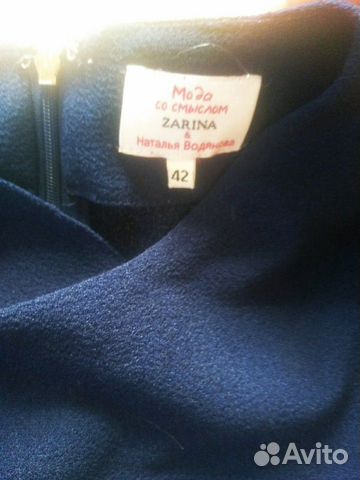 Мода
со смыслом
ZARINA
&
Наталья Водянова
42
Avito